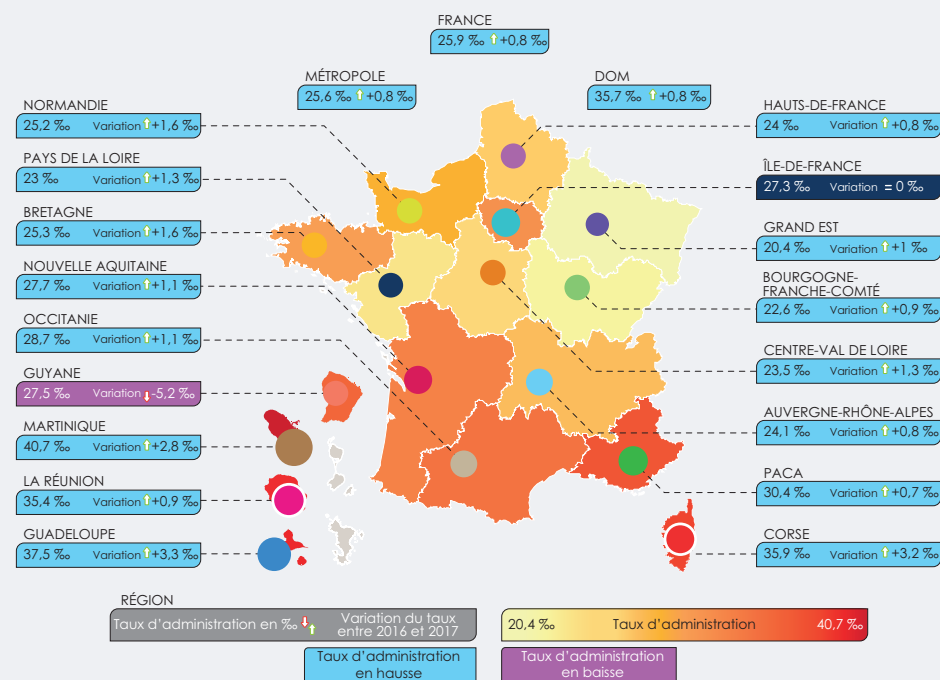 FRANCE
25,9 ‰ +0,8 ‰
MÉTROPOLE
25,6 ‰ +0,8 ‰
DOM
35,7 ‰ +0,8 ‰
NORMANDIE
25,2 ‰ Variation +1,6 ‰
PAYS DE LA LOIRE
23 ‰ Variation +1,3 ‰
BRETAGNE
25,3 ‰ Variation +1,6 ‰
NOUVELLE AQUITAINE
27,7 ‰ Variation +1,1 ‰
OCCITANIE
28,7 ‰ Variation +1,1 ‰
GUYANE
27,5 ‰ Variation -5,2 ‰
MARTINIQUE
40,7 ‰ Variation +2,8 ‰
LA RÉUNION
35,4 ‰ Variation +0,9 ‰
GUADELOUPE
37,5 ‰ Variation +3,3 ‰
HAUTS-DE-FRANCE
24 ‰ Variation +0,8 ‰
ÎLE-DE-FRANCE
27,3 ‰ Variation = 0 ‰
GRAND EST
20,4 ‰ Variation +1 ‰
BOURGOGNE-
FRANCHE-COMTÉ
22,6 ‰ Variation +0,9 ‰
CENTRE-VAL DE LOIRE
23,5 ‰ Variation +1,3 ‰
AUVERGNE-RHÔNE-ALPES
24,1 ‰ Variation +0,8 ‰
PACA
30,4 ‰ Variation +0,7 ‰
CORSE
35,9 ‰ Variation +3,2 ‰
RÉGION
Taux d'administration en ‰
Variation du taux
entre 2016 et 2017
20,4 ‰ Taux d'administration 40,7 ‰
Taux d'administration
en hausse
Taux d'administration
en baisse